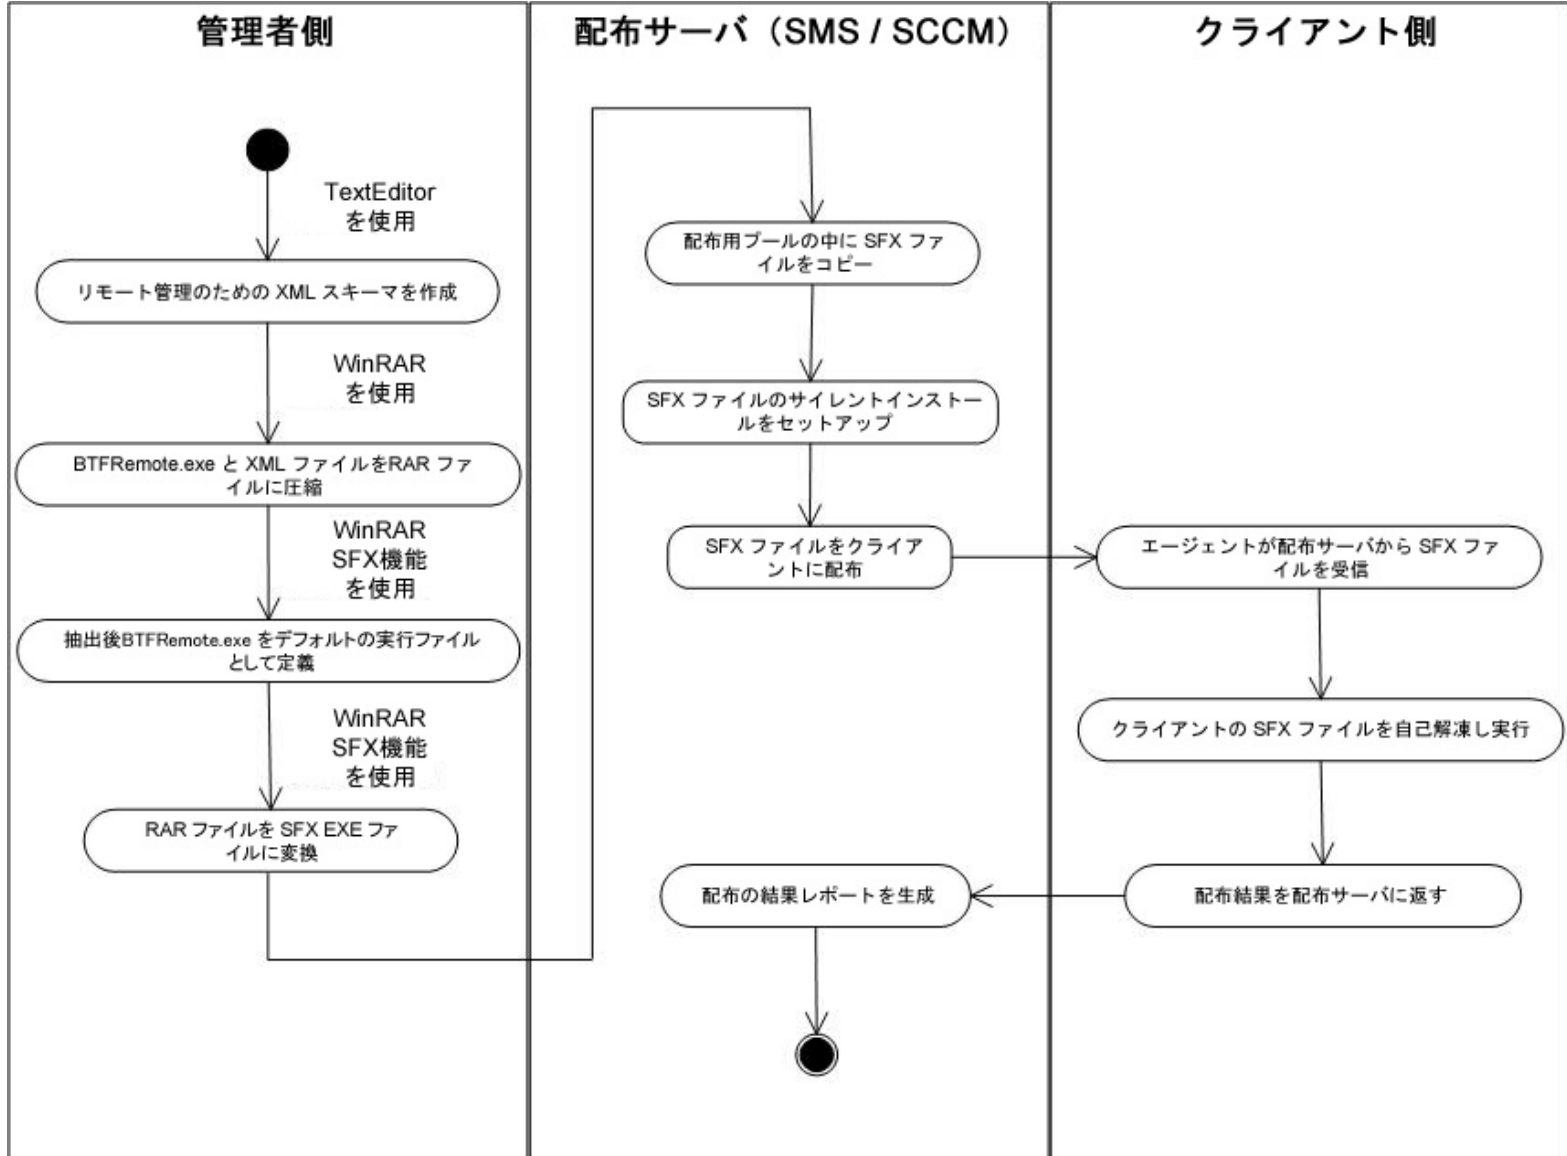 管理者側
TextEditor
を使用
リモート管理のための XML スキーマを作成
WinRAR
を使用
BTFRemote.exe と XML ファイルをRAR ファ
イルに圧縮
WinRAR
SFX機能
を使用
抽出後BTFRemote.exe をデフォルトの実行ファイル
として定義
WinRAR
SFX機能
を使用
RAR ファイルを SFX EXE ファ
イルに変換
配布サーバ（SMS / SCCM）
配布用プールの中に SFX ファ
イルをコピー
SFX ファイルのサイレントインストー
ルをセットアップ
SFX ファイルをクライア
ントに配布
クライアント側
エージェントが配布サーバから SFX ファ
イルを受信
クライアントの SFX ファイルを自己解凍し実行
配布結果を配布サーバに返す
配布の結果レポートを生成